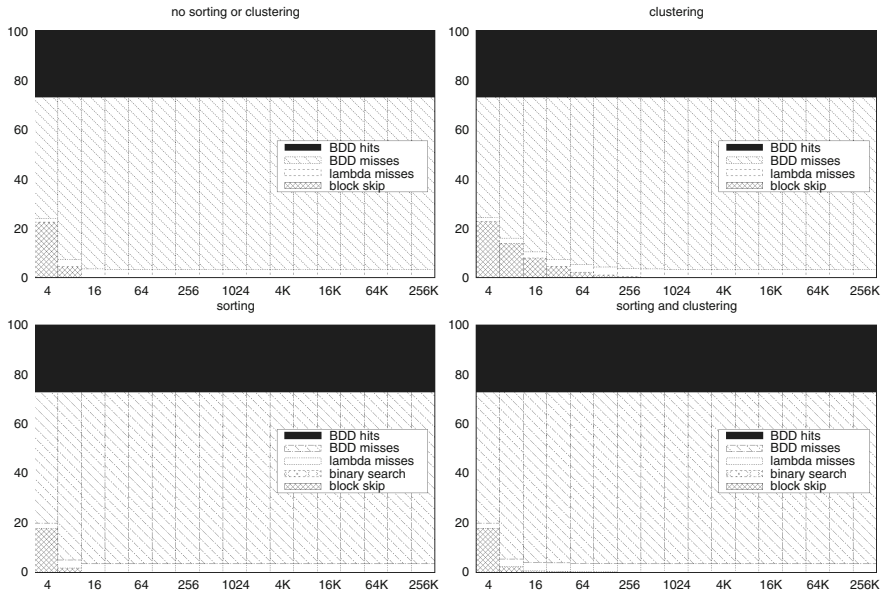 no sorting or clustering
100
80
60
40
20
0
BDD hits
BDD misses
lambda misses
block skip
4 16 64 256 1024 4K 16K 64K 256K
clustering
100
80
60
40
20
0
BDD hits
BDD misses
lambda misses
block skip
4 16 64 256 1024 4K 16K 64K 256K
sorting
100
80
60
40
20
0
BDD hits
BDD misses
lambda misses
binary search
block skip
4 16 64 256 1024 4K 16K 64K 256K
sorting and clustering
100
80
60
40
20
0
BDD hits
BDD misses
lambda misses
binary search
block skip
4 16 64 256 1024 4K 16K 64K 256K